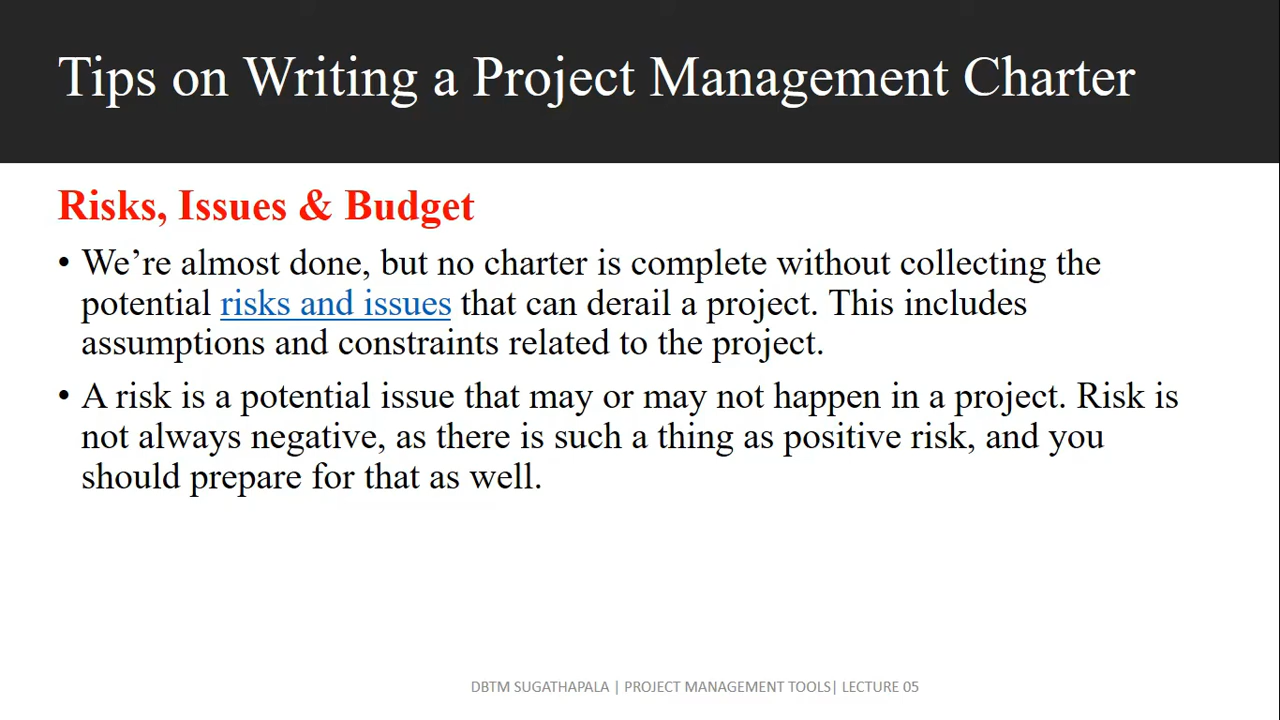 Tips on Writing a Project Management Charter
Risks, Issues & Budget
• We’re almost done, but no charter is complete without collecting the
potential risks and issues that can derail a project. This includes
assumptions and constraints related to the project.
• A risk is a potential issue that may or may not happen in a project. Risk is
not always negative, as there is such a thing as positive risk, and you
should prepare for that as well.
DBTM SUGATHAPALA | PROJECT MANAGEMENT TOOLS| LECTURE 05